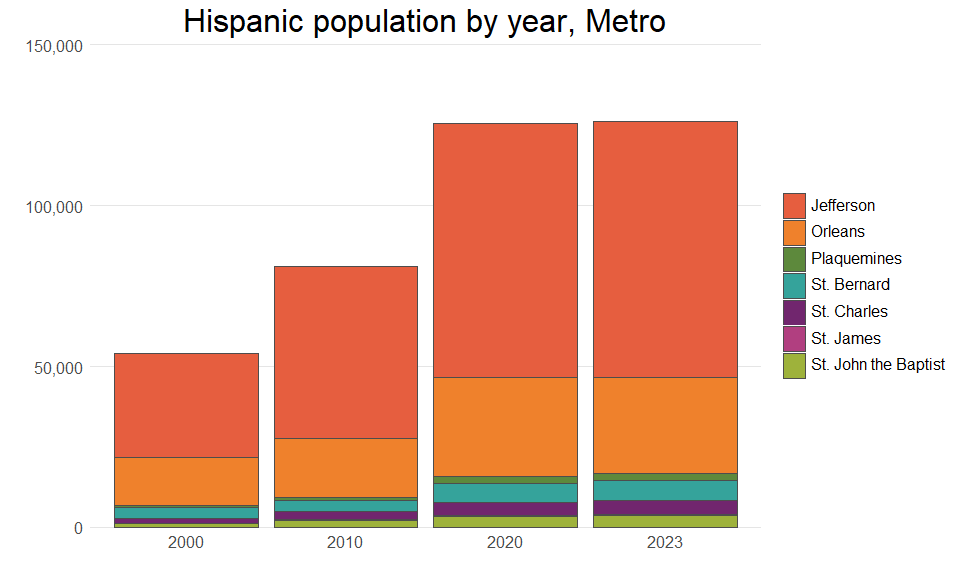 Hispanic population by year, Metro
150,000
100,000
50,000
0
2000
2010
2020
2023
Jefferson
Orleans
Plaquemines
St. Bernard
St. Charles
St. James
St. John the Baptist